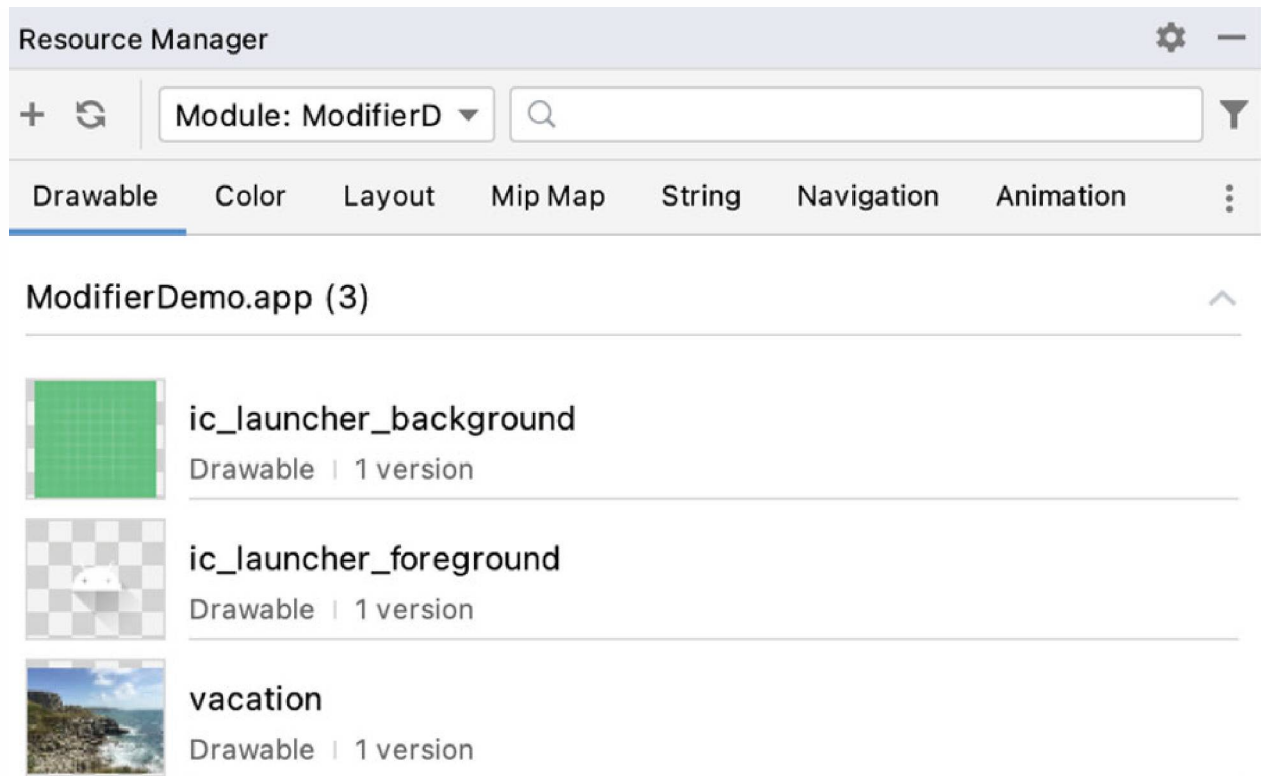 Resource Manager
Module: ModifierD
Drawable Color Layout Mip Map String Navigation Animation
ModifierDemo.app (3)
ic_launcher_background
Drawable | 1 version
ic_launcher_foreground
Drawable | 1 version
vacation
Drawable | 1 version